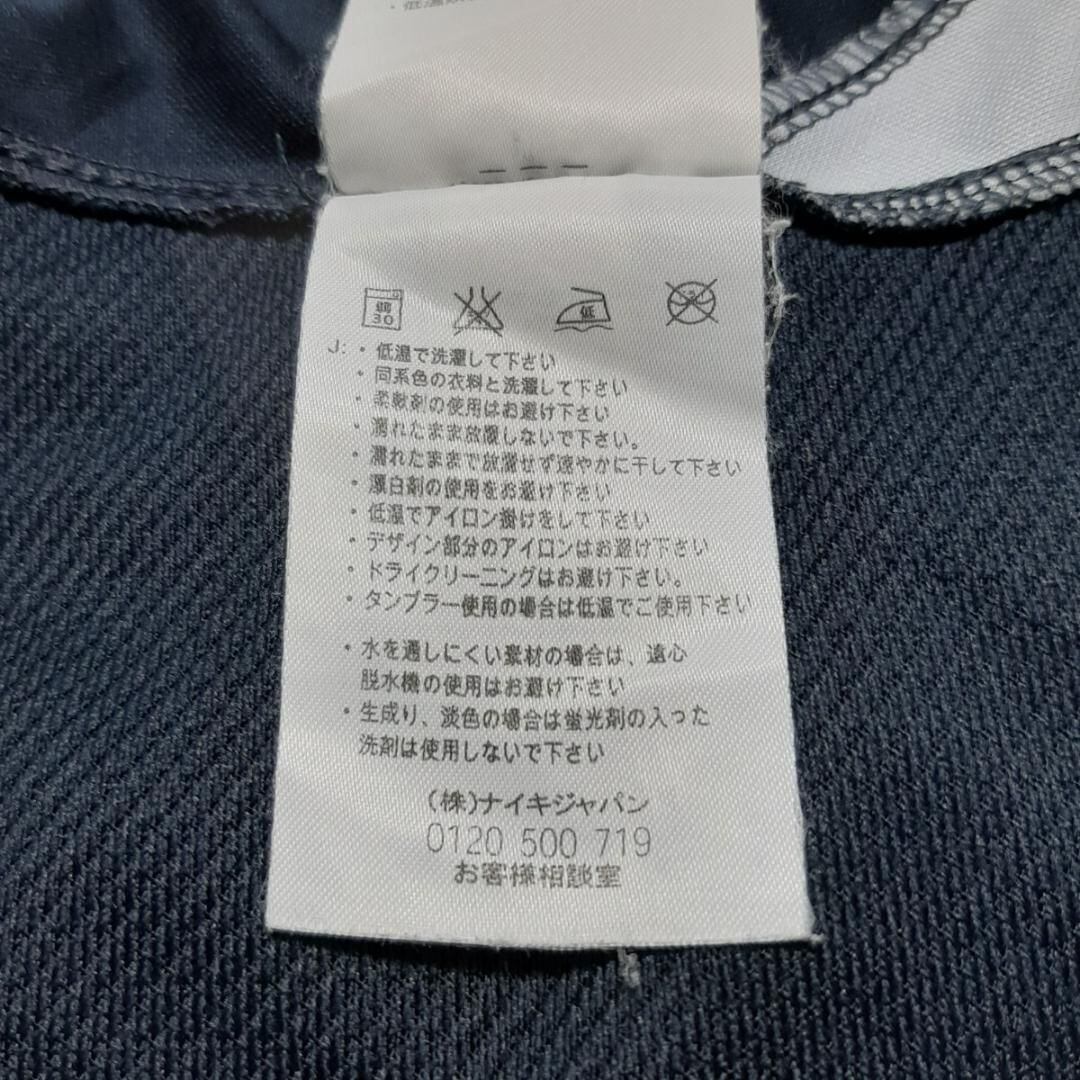 ・低温
弱
30
低
J: ・低温で洗濯して下さい
・同系色の衣料と洗濯して下さい
・柔軟剤の使用はお避け下さい
・濡れたまま放置しないで下さい。
・濡れたままで放置せず速やかに干して下さい
・漂白剤の使用をお避け下さい
・低温でアイロン掛けをして下さい
・デザイン部分のアイロンはお避け下さい
・ドライクリーニングはお避け下さい。
・タンブラー使用の場合は低温でご使用下さい
・水を通しにくい素材の場合は、遠心
脱水機の使用はお避け下さい
・生成り、淡色の場合は蛍光剤の入った
洗剤は使用しないで下さい
(株)ナイキジャパン
0120 500 719
お客様相談室